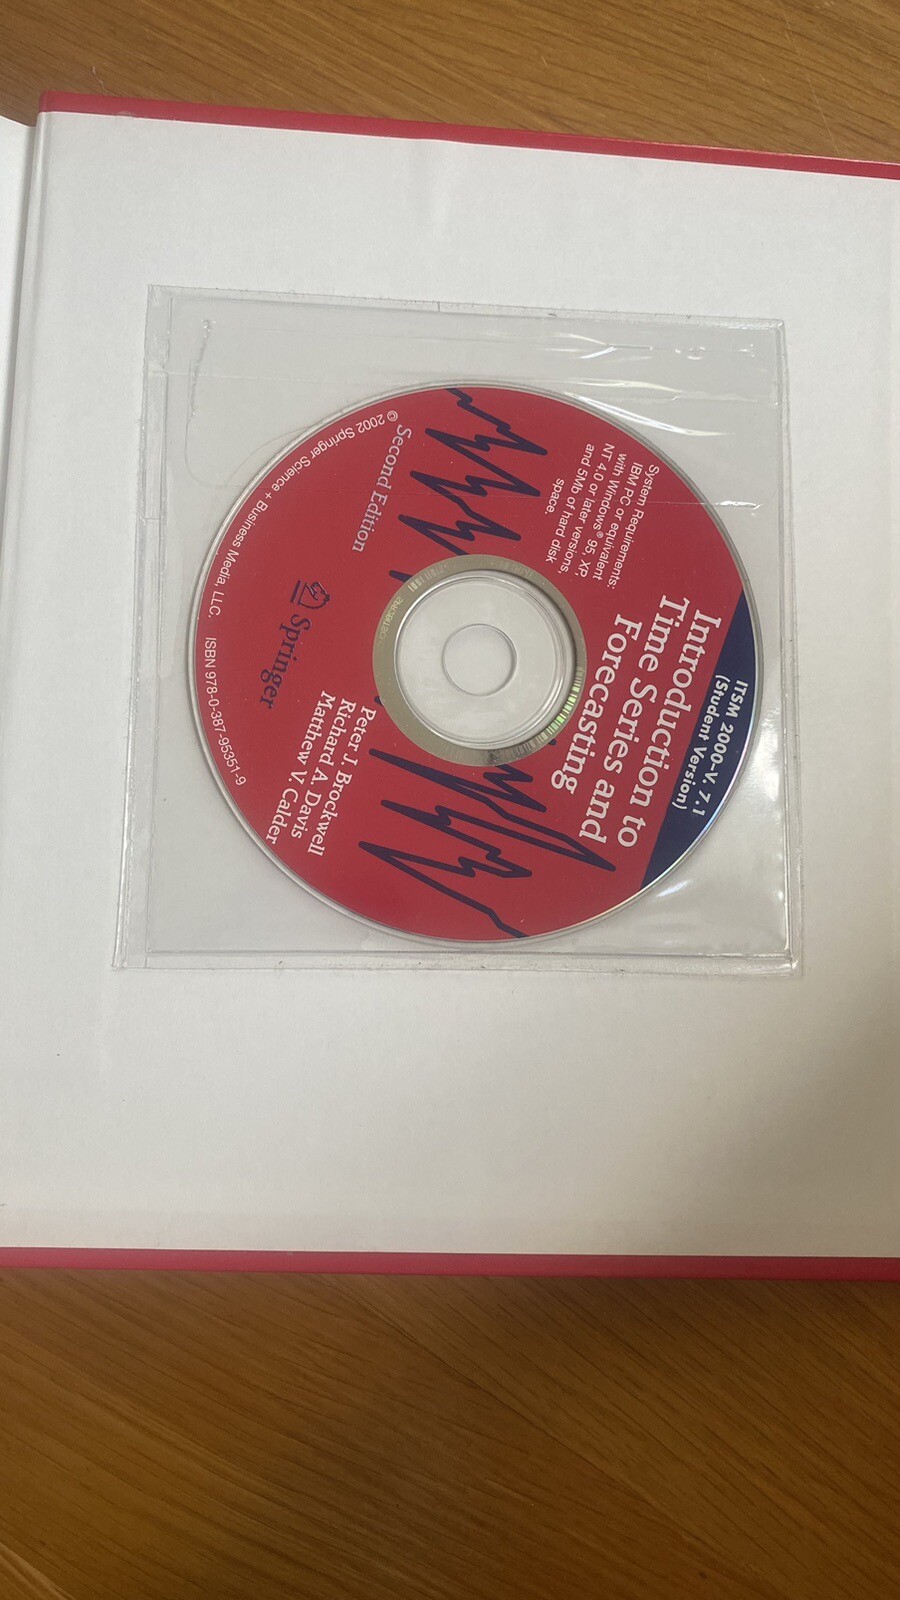 ITSM 2000-V. 7.1
(Student Version)
Introduction to
Time Series and
Forecasting
System Requirements:
IBM PC or equivalent
with Windows® 95, XP,
NT 4.0 or later versions,
and 5Mb of hard disk
space
Second Edition
Peter J. Brockwell
Richard A. Davis
Matthew V. Calder
Springer
© 2002 Springer Science + Business Media, LLC. ISBN 978-0-387-95351-9